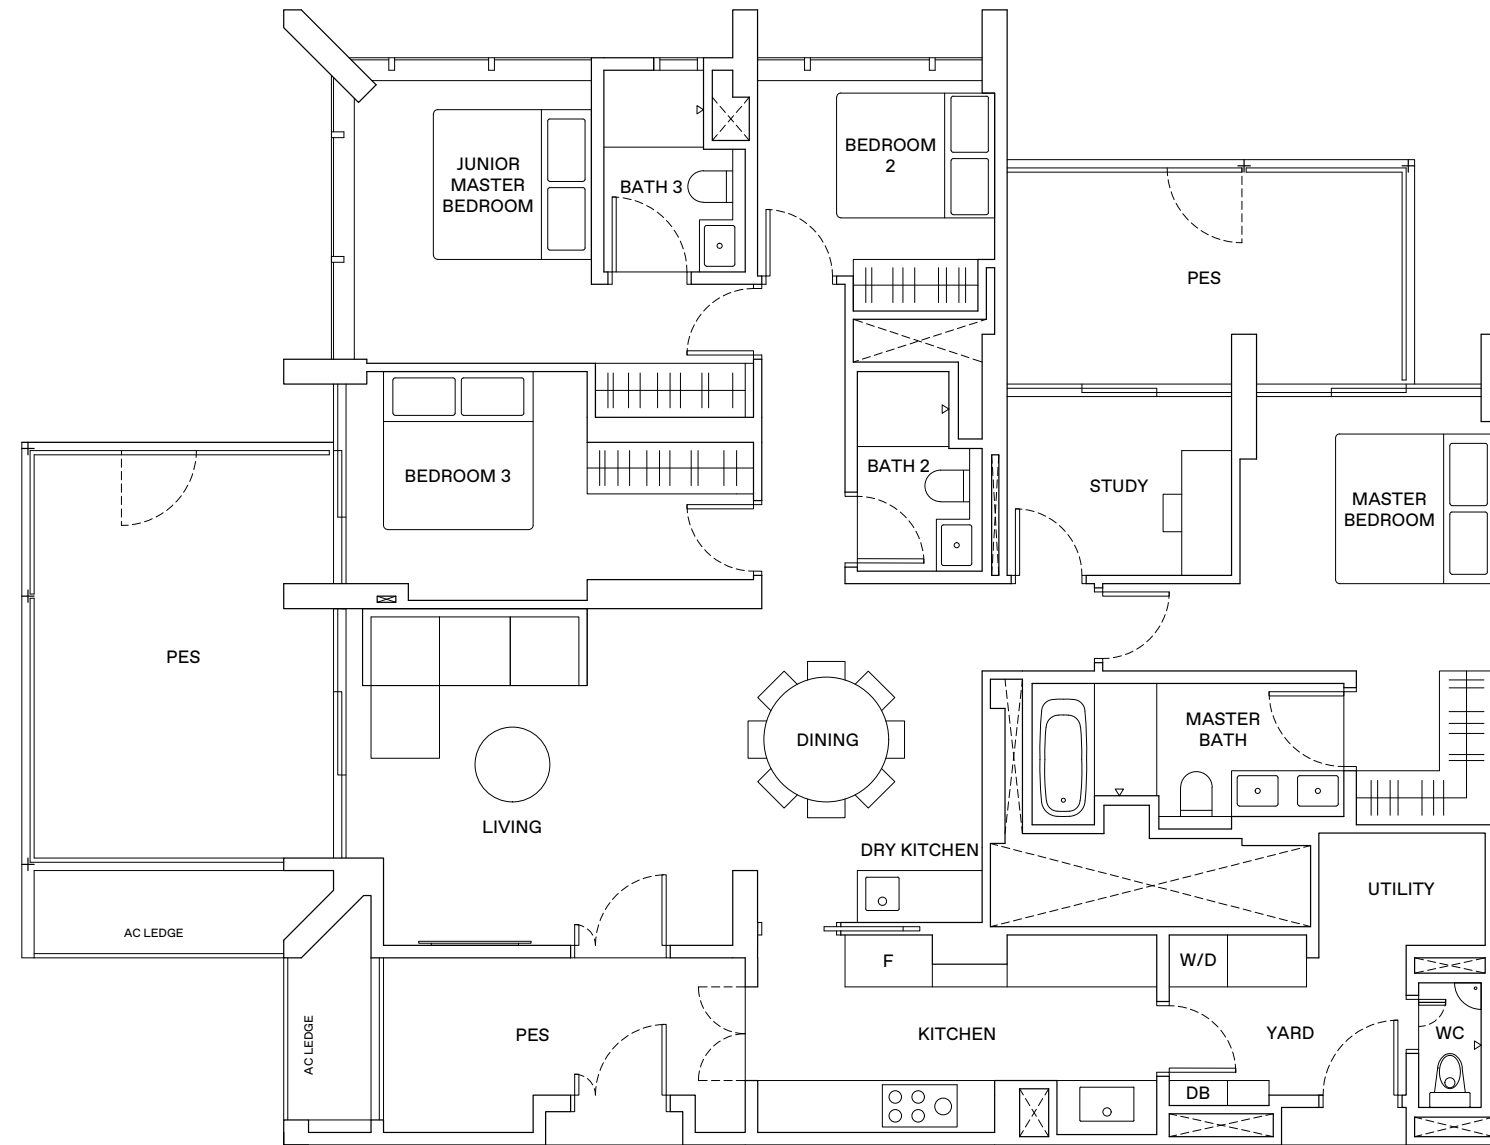 JUNIOR
MASTER
BEDROOM
BATH 3
BEDROOM
2
PES
BEDROOM 3
BATH 2
STUDY
MASTER
BEDROOM
PES
DINING
MASTER
BATH
LIVING
DRY KITCHEN
UTILITY
AC LEDGE
F
W/D
AC LEDGE
PES
KITCHEN
YARD
WC
DB